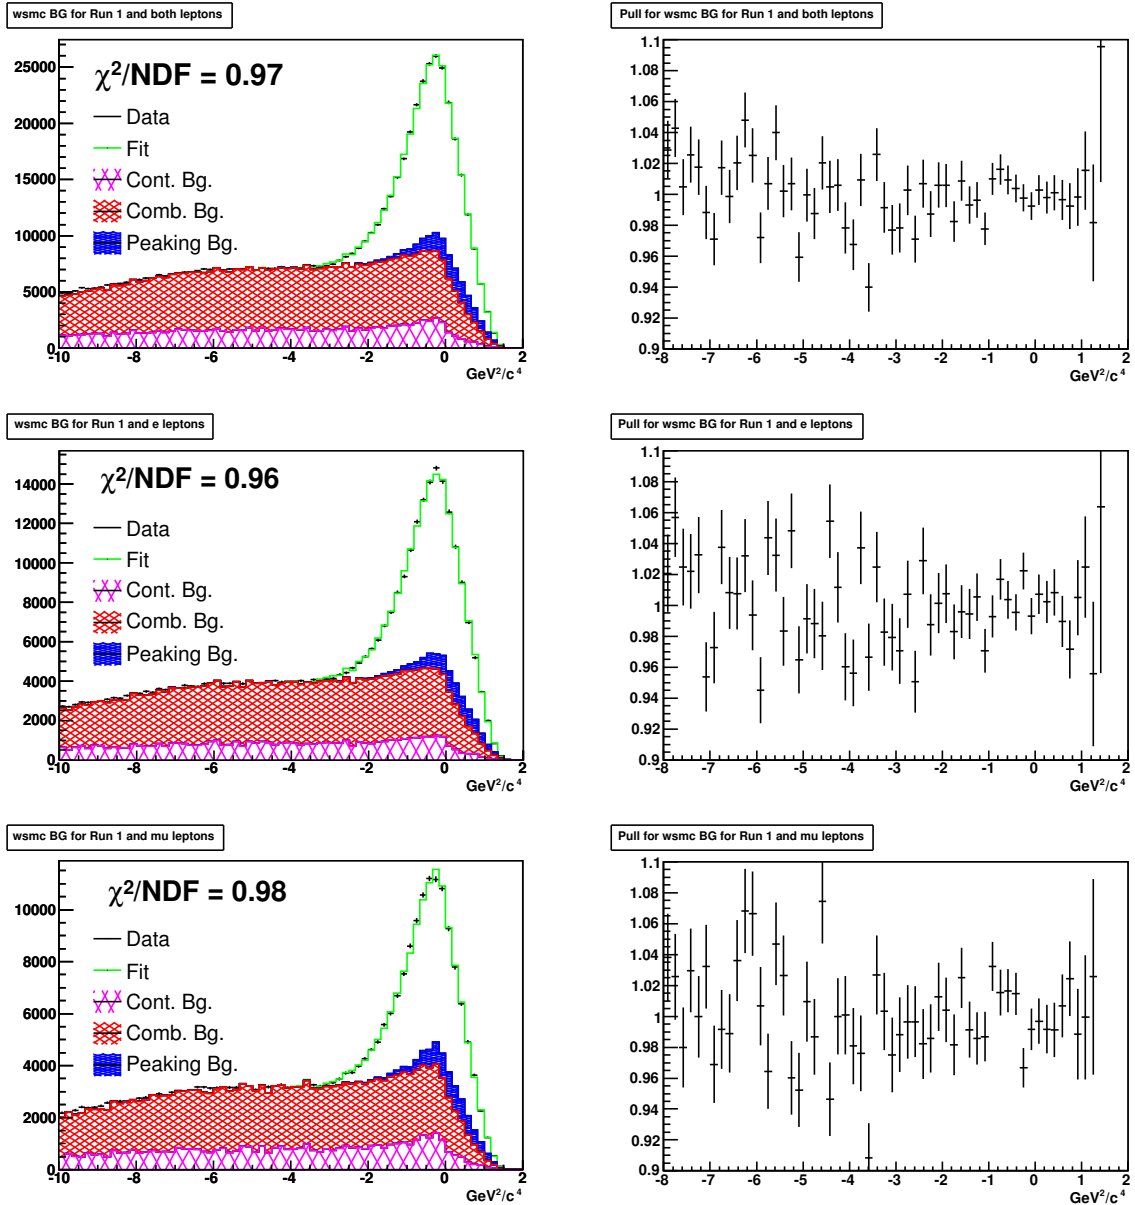 wsmc BG for Run 1 and both leptons
χ²/NDF = 0.97
Data
Fit
Cont. Bg.
Comb. Bg.
Peaking Bg.
25000
20000
15000
10000
5000
0
-10 -8 -6 -4 -2 0 2
GeV²/c⁴
Pull for wsmc BG for Run 1 and both leptons
1.1
1.08
1.06
1.04
1.02
1
0.98
0.96
0.94
0.92
0.9
-8 -7 -6 -5 -4 -3 -2 -1 0 1 2
GeV²/c⁴
wsmc BG for Run 1 and e leptons
χ²/NDF = 0.96
Data
Fit
Cont. Bg.
Comb. Bg.
Peaking Bg.
14000
12000
10000
8000
6000
4000
2000
0
-10 -8 -6 -4 -2 0 2
GeV²/c⁴
Pull for wsmc BG for Run 1 and e leptons
1.1
1.08
1.06
1.04
1.02
1
0.98
0.96
0.94
0.92
0.9
-8 -7 -6 -5 -4 -3 -2 -1 0 1 2
GeV²/c⁴
wsmc BG for Run 1 and mu leptons
χ²/NDF = 0.98
Data
Fit
Cont. Bg.
Comb. Bg.
Peaking Bg.
10000
8000
6000
4000
2000
0
-10 -8 -6 -4 -2 0 2
GeV²/c⁴
Pull for wsmc BG for Run 1 and mu leptons
1.1
1.08
1.06
1.04
1.02
1
0.98
0.96
0.94
0.92
0.9
-8 -7 -6 -5 -4 -3 -2 -1 0 1 2
GeV²/c⁴